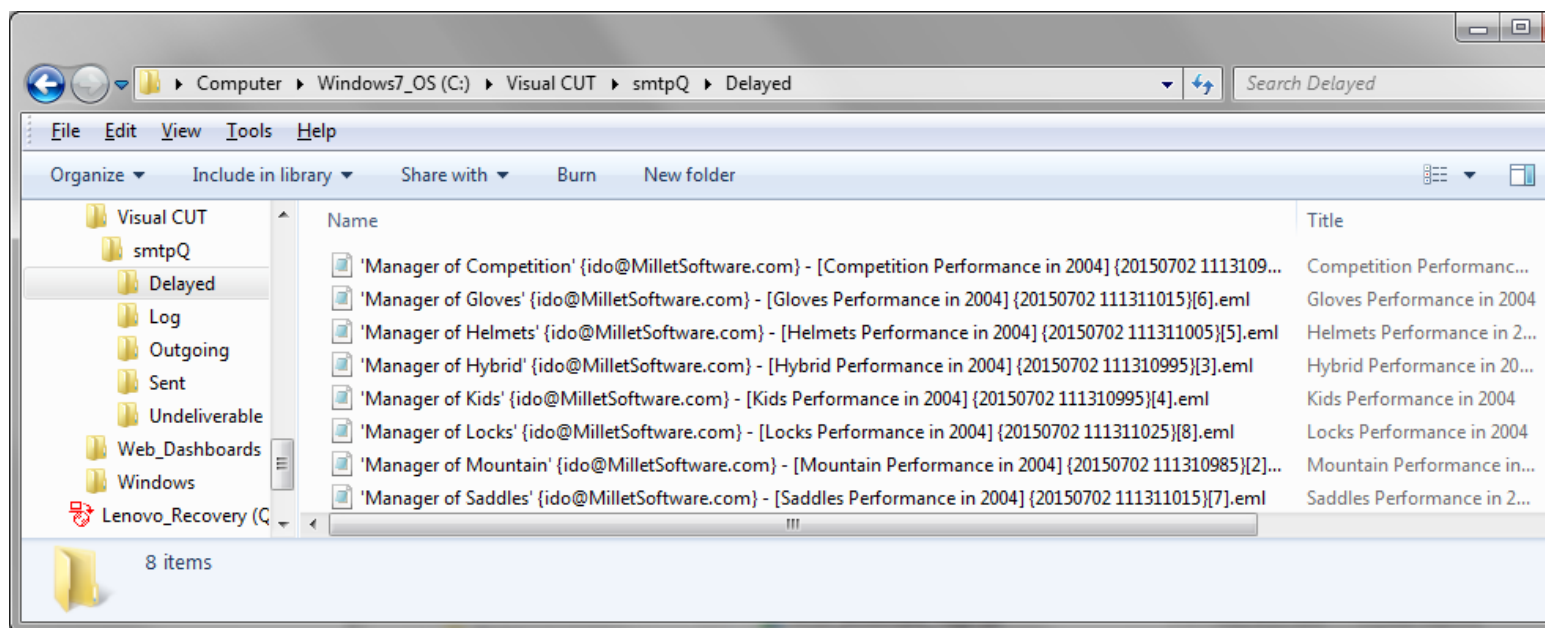 Computer Windows7_OS (C:) Visual CUT smtpQ Delayed Search Delayed
File Edit View Tools Help
Organize Include in library Share with Burn New folder
Visual CUT
smtpQ
Delayed
Log
Outgoing
Sent
Undeliverable
Web_Dashboards
Windows
Lenovo_Recovery (Q
Name Title
'Manager of Competition' {ido@MilletSoftware.com} - [Competition Performance in 2004] {20150702 1113109... Competition Performanc...
'Manager of Gloves' {ido@MilletSoftware.com} - [Gloves Performance in 2004] {20150702 111311015}[6].eml Gloves Performance in 2004
'Manager of Helmets' {ido@MilletSoftware.com} - [Helmets Performance in 2004] {20150702 111311005}[5].eml Helmets Performance in 2...
'Manager of Hybrid' {ido@MilletSoftware.com} - [Hybrid Performance in 2004] {20150702 111310995}[3].eml Hybrid Performance in 20...
'Manager of Kids' {ido@MilletSoftware.com} - [Kids Performance in 2004] {20150702 111310995}[4].eml Kids Performance in 2004
'Manager of Locks' {ido@MilletSoftware.com} - [Locks Performance in 2004] {20150702 111311025}[8].eml Locks Performance in 2004
'Manager of Mountain' {ido@MilletSoftware.com} - [Mountain Performance in 2004] {20150702 111310985}[2]... Mountain Performance in...
'Manager of Saddles' {ido@MilletSoftware.com} - [Saddles Performance in 2004] {20150702 111311015}[7].eml Saddles Performance in 2...
8 items